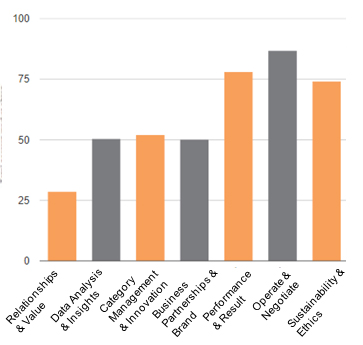 100
75
50
25
0
Relationships
& Value
Data Analysis
& Insights
Category
Management
& Innovation
Business
Partnerships &
Brand
Performance
& Result
Operate &
Negotiate
Sustainability &
Ethics